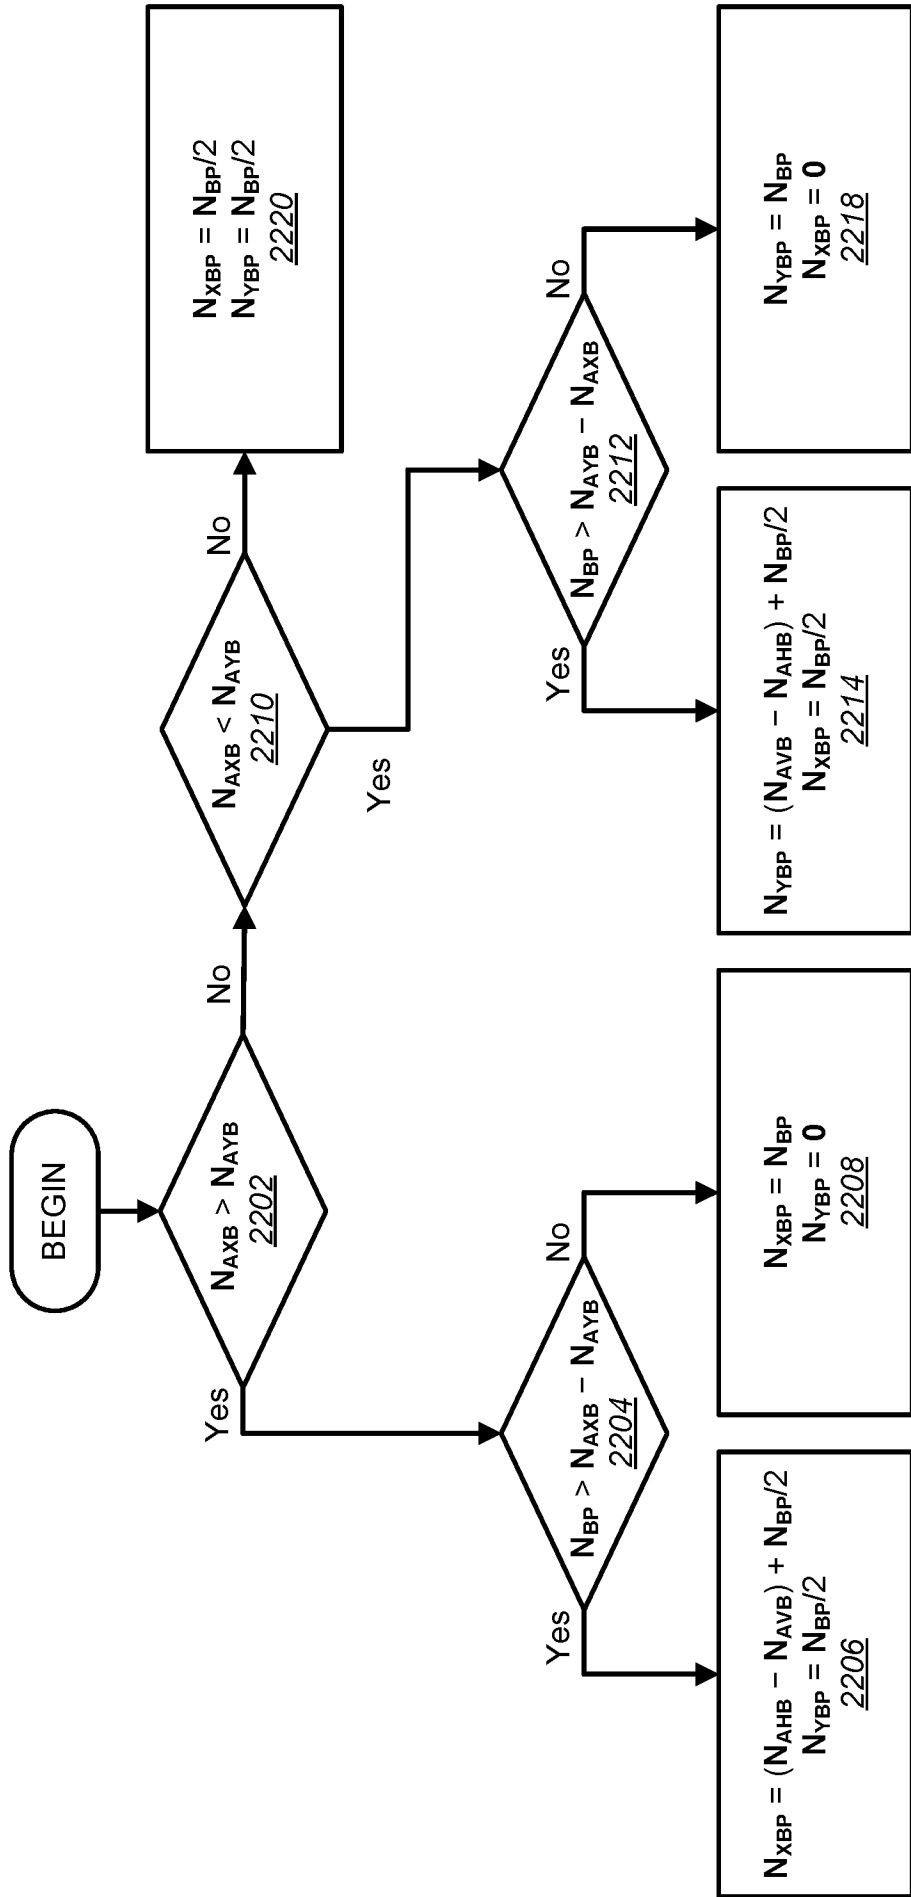 BEGIN
N_AXB > N_AYB
2202
Yes
No
N_AXB < N_AYB
2210
No
Yes
N_XBP = N_BP/2
N_YBP = N_BP/2
2220
N_BP > N_AXB – N_AYB
2204
Yes
No
N_BP > N_AYB – N_AXB
2212
Yes
No
N_XBP = (N_AHB – N_AVB) + N_BP/2
N_YBP = N_BP/2
2206
N_XBP = N_BP
N_YBP = 0
2208
N_YBP = (N_AVB – N_AHB) + N_BP/2
N_XBP = N_BP/2
2214
N_YBP = N_BP
N_XBP = 0
2218